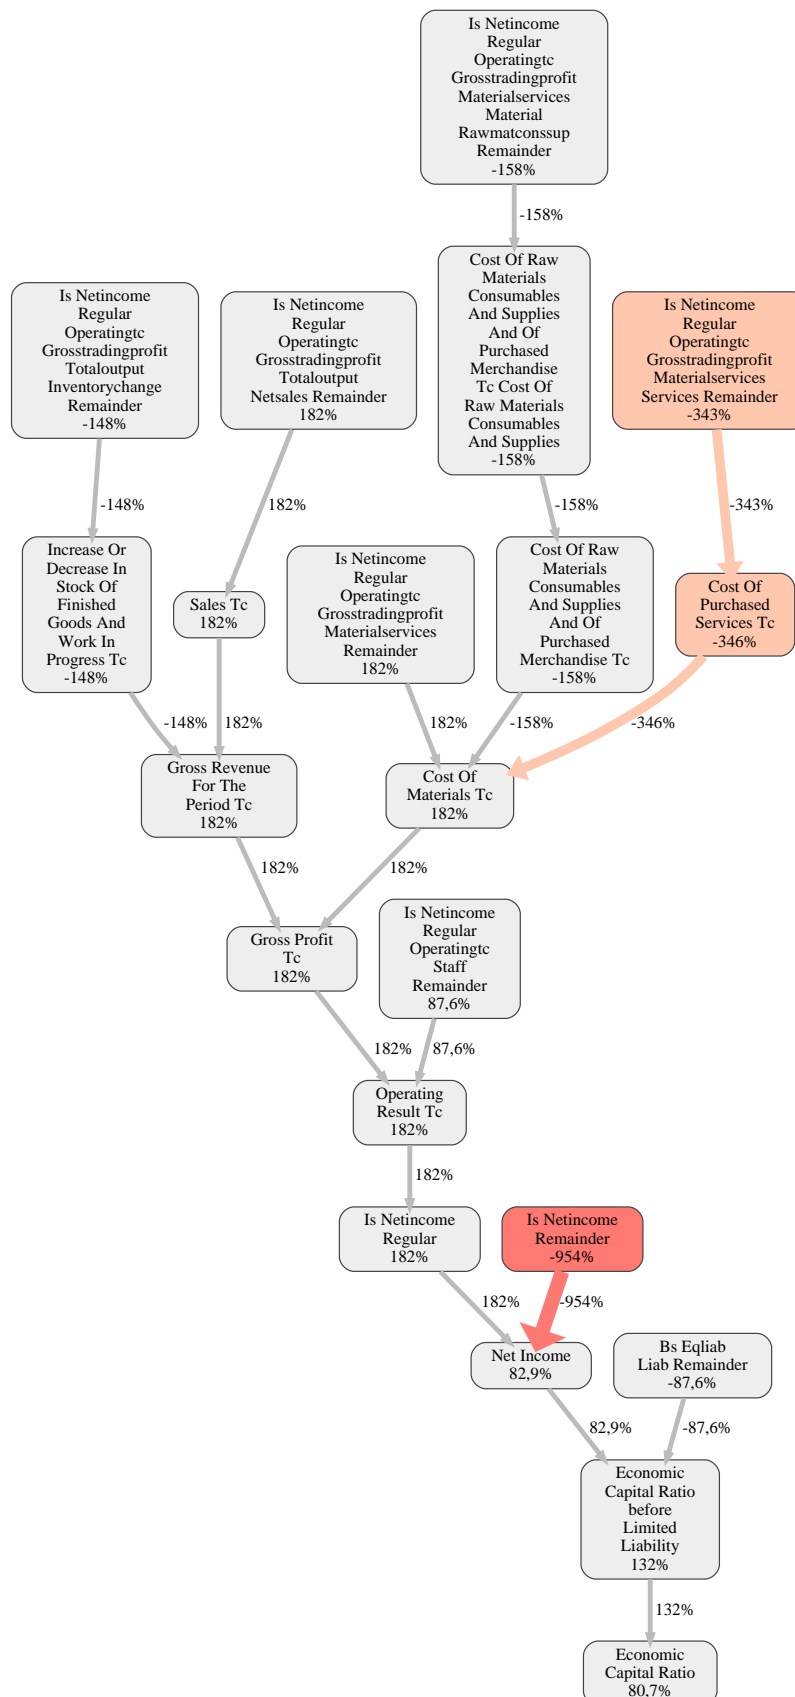 Is Netincome
Regular
Operatingtc
Grosstradingprofit
Materialservices
Material
Rawmatconssup
Remainder
-158%
-158%
Is Netincome
Regular
Operatingtc
Grosstradingprofit
Totaloutput
Inventorychange
Remainder
-148%
Is Netincome
Regular
Operatingtc
Grosstradingprofit
Totaloutput
Netsales Remainder
182%
Cost Of Raw
Materials
Consumables
And Supplies
And Of
Purchased
Merchandise
Tc Cost Of
Raw Materials
Consumables
And Supplies
-158%
Is Netincome
Regular
Operatingtc
Grosstradingprofit
Materialservices
Services Remainder
-343%
-148%
182%
-158%
-343%
Increase Or
Decrease In
Stock Of
Finished
Goods And
Work In
Progress Tc
-148%
Sales Tc
182%
Is Netincome
Regular
Operatingtc
Grosstradingprofit
Materialservices
Remainder
182%
Cost Of Raw
Materials
Consumables
And Supplies
And Of
Purchased
Merchandise Tc
-158%
Cost Of
Purchased
Services Tc
-346%
-148%
182%
182%
-158%
-346%
Gross Revenue
For The
Period Tc
182%
Cost Of
Materials Tc
182%
182%
182%
Gross Profit
Tc
182%
Is Netincome
Regular
Operatingtc
Staff
Remainder
87,6%
182%
87,6%
Operating
Result Tc
182%
182%
Is Netincome
Regular
182%
Is Netincome
Remainder
-954%
182%
-954%
Net Income
82,9%
Bs Eqliab
Liab Remainder
-87,6%
82,9%
-87,6%
Economic
Capital Ratio
before
Limited
Liability
132%
132%
Economic
Capital Ratio
80,7%